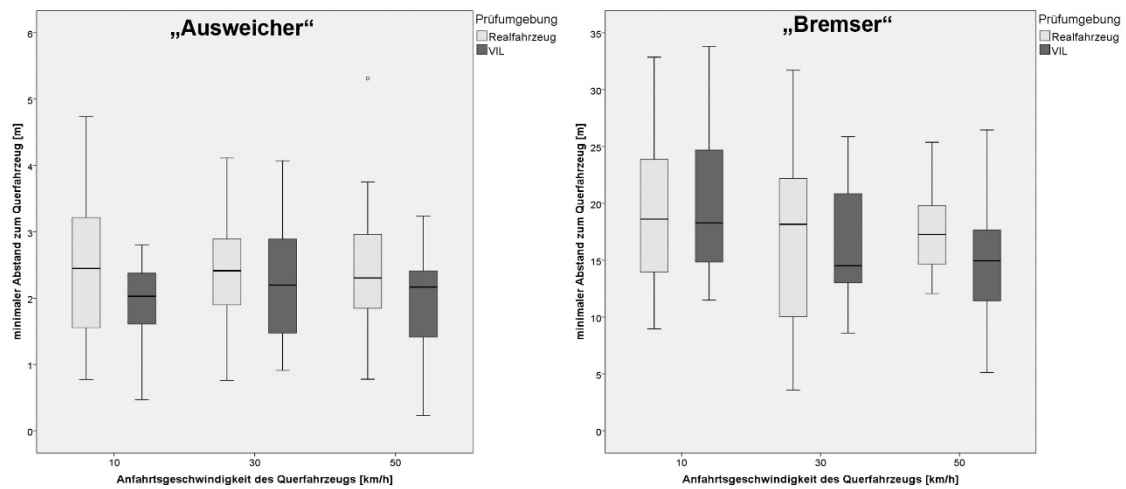 „Ausweicher“
Prüfumgebung
Realfahrzeug
VIL
minimaler Abstand zum Querfahrzeug [m]
6
5
4
3
2
1
0
10
30
50
Anfahrtsgeschwindigkeit des Querfahrzeugs [km/h]
„Bremser“
Prüfumgebung
Realfahrzeug
VIL
minimaler Abstand zum Querfahrzeug [m]
35
30
25
20
15
10
5
0
10
30
50
Anfahrtsgeschwindigkeit des Querfahrzeugs [km/h]